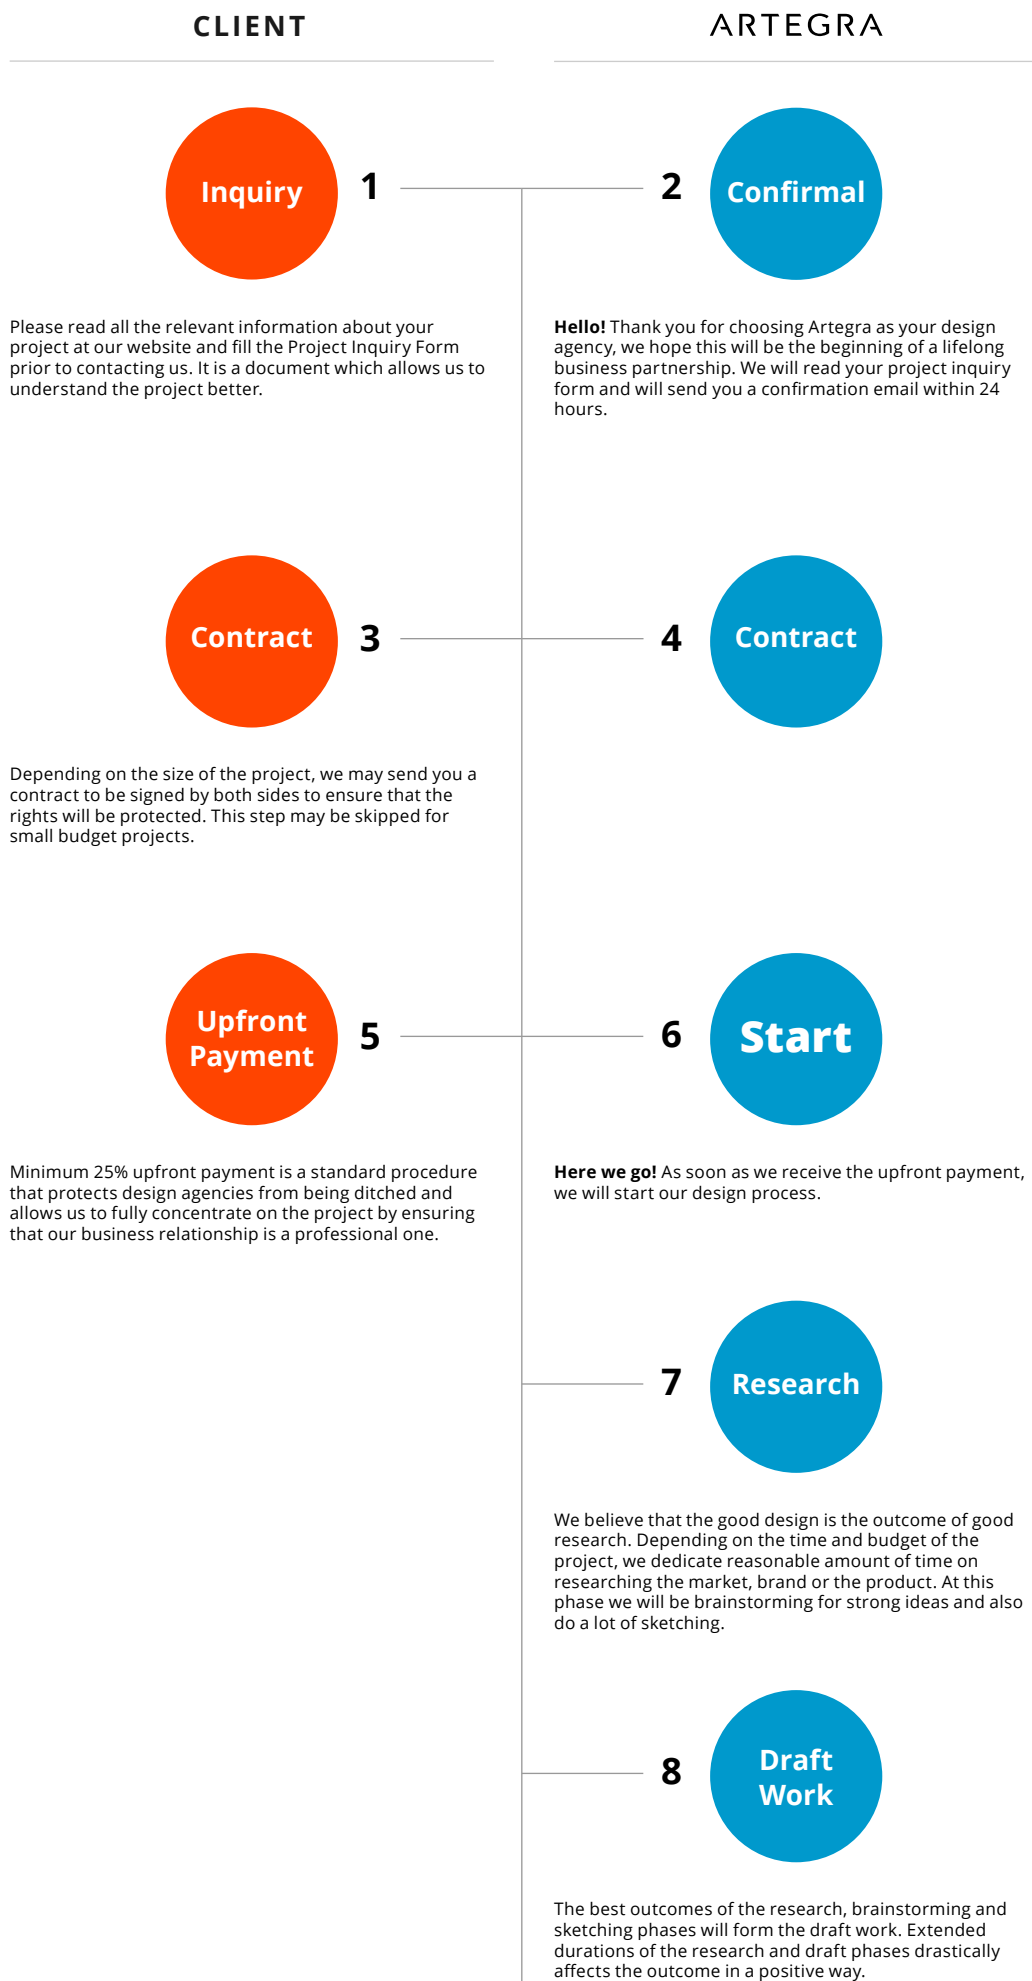 CLIENT
ARTEGRA
Inquiry
1
2
Confirmal
Please read all the relevant information about your
project at our website and fill the Project Inquiry Form
prior to contacting us. It is a document which allows us to
understand the project better.
Hello! Thank you for choosing Artegra as your design
agency, we hope this will be the beginning of a lifelong
business partnership. We will read your project inquiry
form and will send you a confirmation email within 24
hours.
Contract
3
4
Contract
Depending on the size of the project, we may send you a
contract to be signed by both sides to ensure that the
rights will be protected. This step may be skipped for
small budget projects.
Upfront
Payment
5
6
Start
Minimum 25% upfront payment is a standard procedure
that protects design agencies from being ditched and
allows us to fully concentrate on the project by ensuring
that our business relationship is a professional one.
Here we go! As soon as we receive the upfront payment,
we will start our design process.
7
Research
We believe that the good design is the outcome of good
research. Depending on the time and budget of the
project, we dedicate reasonable amount of time on
researching the market, brand or the product. At this
phase we will be brainstorming for strong ideas and also
do a lot of sketching.
8
Draft
Work
The best outcomes of the research, brainstorming and
sketching phases will form the draft work. Extended
durations of the research and draft phases drastically
affects the outcome in a positive way.